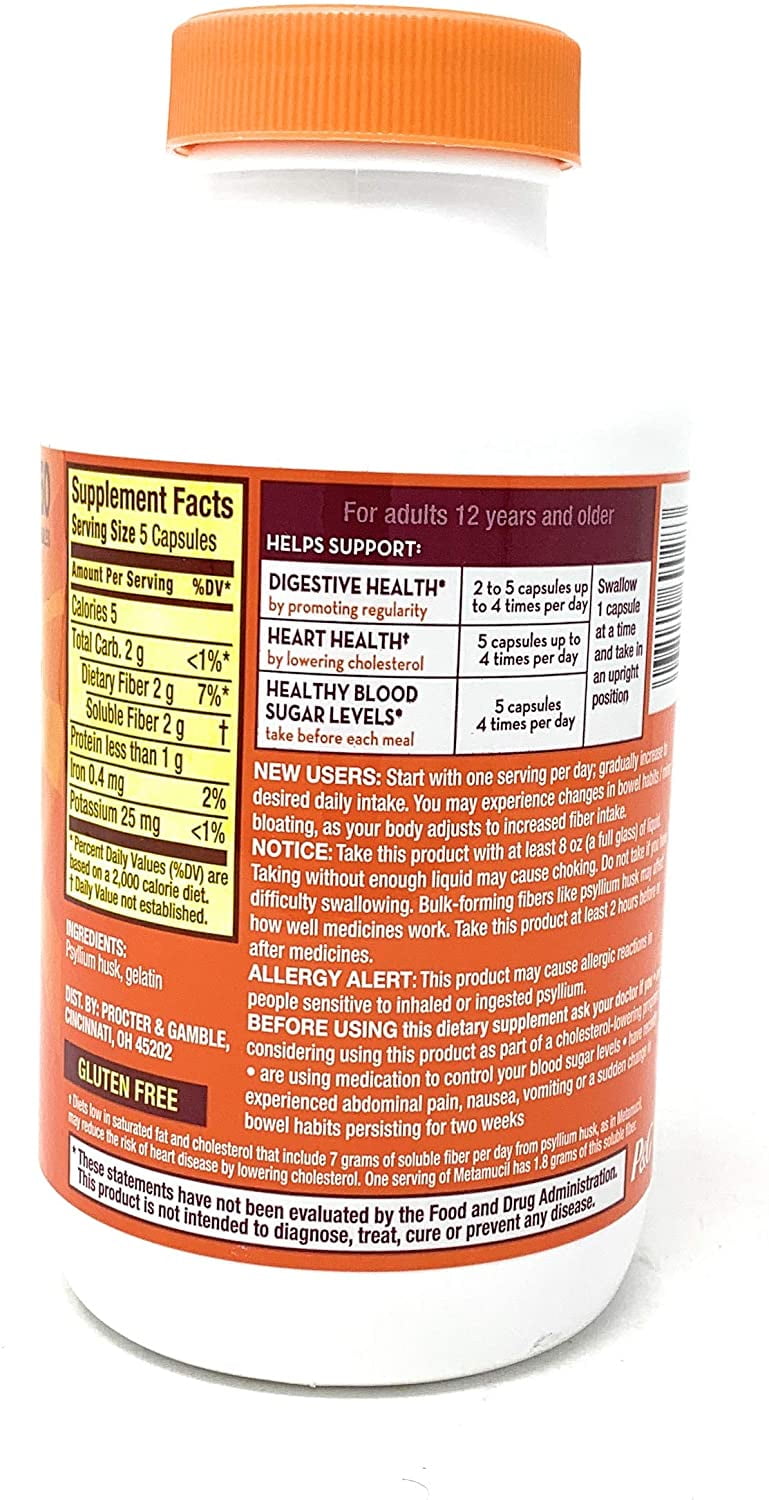 Supplement Facts
Serving Size 5 Capsules
Amount Per Serving %DV*
Calories 5
Total Carb. 2 g <1%*
Dietary Fiber 2 g 7%*
Soluble Fiber 2 g †
Protein less than 1 g
Iron 0.4 mg 2%
Potassium 25 mg <1%
*Percent Daily Values (%DV) are
based on a 2,000 calorie diet.
† Daily Value not established.
INGREDIENTS:
Psyllium husk, gelatin
DIST. BY: PROCTER & GAMBLE,
CINCINNATI, OH 45202
GLUTEN FREE
For adults 12 years and older
HELPS SUPPORT:
DIGESTIVE HEALTH*
by promoting regularity
2 to 5 capsules up
to 4 times per day
HEART HEALTH†
by lowering cholesterol
5 capsules up to
4 times per day
HEALTHY BLOOD
SUGAR LEVELS*
take before each meal
5 capsules
4 times per day
Swallow
1 capsule
at a time
and take in
an upright
position
NEW USERS: Start with one serving per day; gradually increase to
desired daily intake. You may experience changes in bowel habits /
bloating, as your body adjusts to increased fiber intake.
NOTICE: Take this product with at least 8 oz (a full glass) of liquid.
Taking without enough liquid may cause choking. Do not take if you
difficulty swallowing. Bulk-forming fibers like psyllium husk may affect
how well medicines work. Take this product at least 2 hours before or
after medicines.
ALLERGY ALERT: This product may cause allergic reactions in
people sensitive to inhaled or ingested psyllium.
BEFORE USING this dietary supplement ask your doctor if you •
considering using this product as part of a cholesterol-lowering
• are using medication to control your blood sugar levels • have
experienced abdominal pain, nausea, vomiting or a sudden change
bowel habits persisting for two weeks
† Diets low in saturated fat and cholesterol that include 7 grams of soluble fiber per day from psyllium husk, as in Metamucil,
may reduce the risk of heart disease by lowering cholesterol. One serving of Metamucil has 1.8 grams of this soluble fiber.
P&G
*These statements have not been evaluated by the Food and Drug Administration.
This product is not intended to diagnose, treat, cure or prevent any disease.